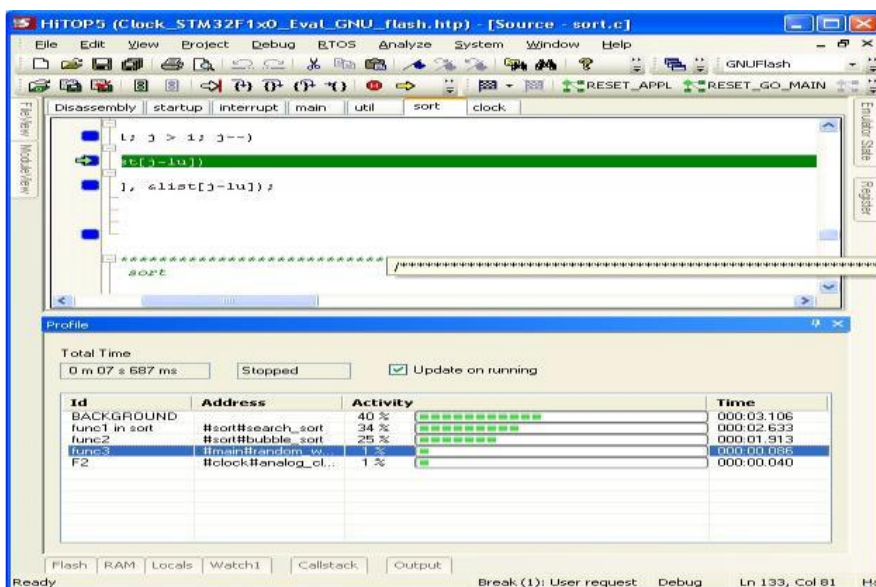 HiTOP5 (Clock_STM32F1x0_Eval_GNU_flash.htp) - [Source - sort.c]
File Edit View Project Debug RTOS Analyze System Window Help
GNUFlash
RESET_APPL RESET_GO_MAIN
Disassembly startup interrupt main util sort clock
FileView ModuleView
Emulator State Register
1; j > i; j--)
st[j-1u])
], &list[j-1u]);
sort
Profile
Total Time
0 m 07 s 687 ms Stopped Update on running
Id Address Activity Time
BACKGROUND 40 % 000:03.106
func1 in sort #sort#search_sort 34 % 000:02.633
func2 #sort#bubble_sort 25 % 000:01.913
func3 #main#random_w... 1 % 000:00.086
F2 #clock#analog_cl... 1 % 000:00.040
Flash RAM Locals Watch1 Callstack Output
Ready Break (1): User request Debug Ln 133, Col 81